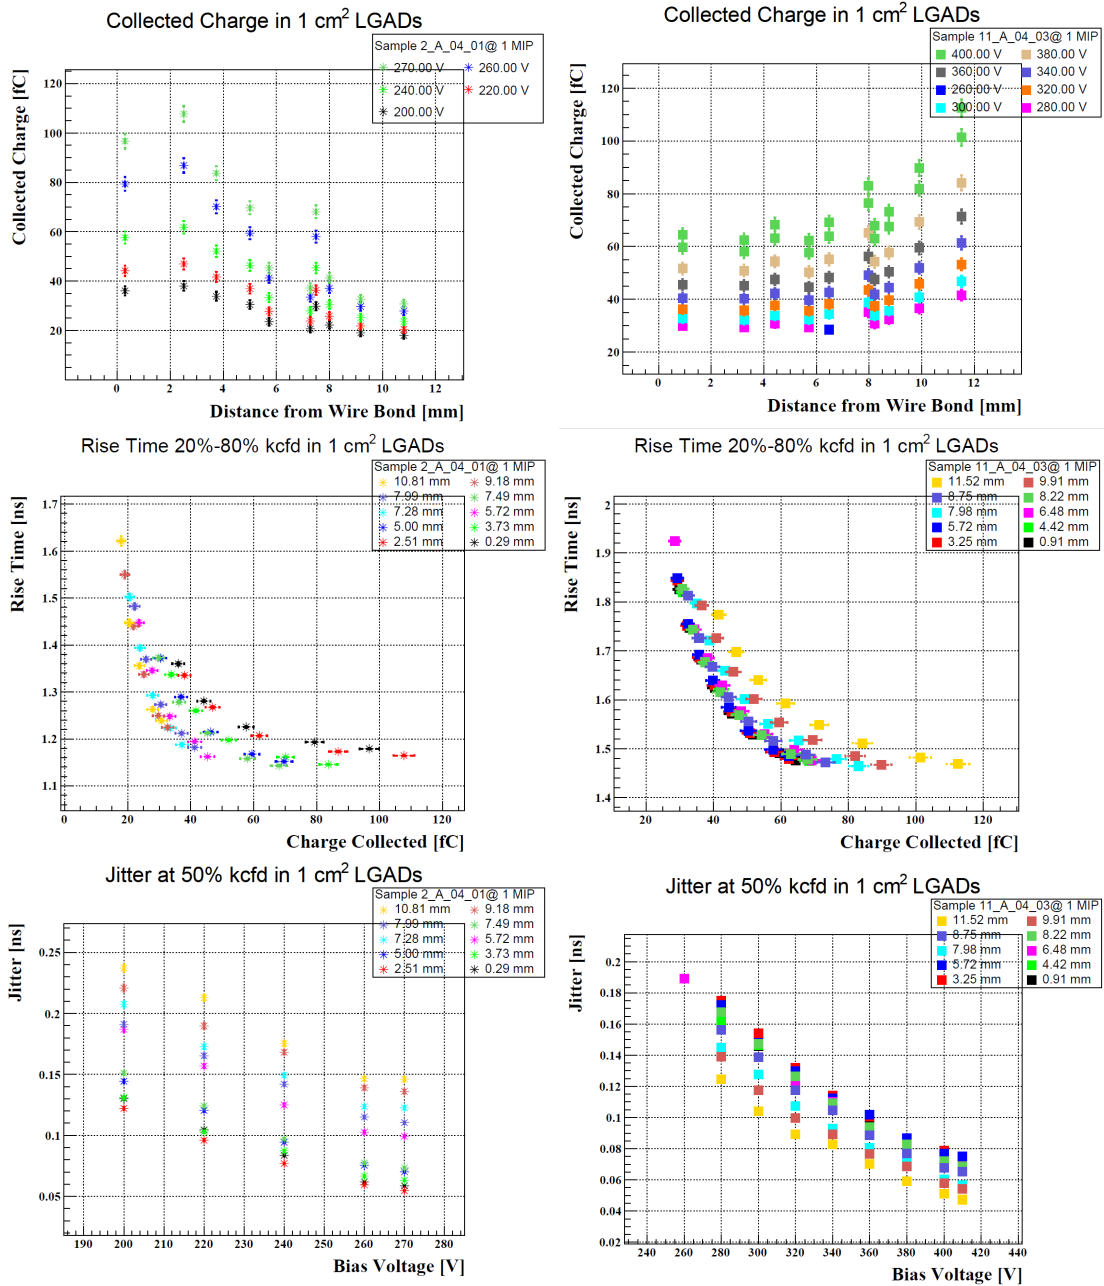 Collected Charge in 1 cm2 LGADs
Sample 2_A_04_01@ 1 MIP
270.00 V 260.00 V
240.00 V 220.00 V
200.00 V
Collected Charge [fC]
120
100
80
60
40
20
0 2 4 6 8 10 12
Distance from Wire Bond [mm]
Collected Charge in 1 cm2 LGADs
Sample 11_A_04_03@ 1 MIP
400.00 V 380.00 V
360.00 V 340.00 V
260.00 V 320.00 V
300.00 V 280.00 V
Collected Charge [fC]
120
100
80
60
40
20
0 2 4 6 8 10 12
Distance from Wire Bond [mm]
Rise Time 20%-80% kcfd in 1 cm2 LGADs
Sample 2_A_04_01@ 1 MIP
10.81 mm 9.18 mm
7.99 mm 7.49 mm
7.28 mm 5.72 mm
5.00 mm 3.73 mm
2.51 mm 0.29 mm
Rise Time [ns]
1.7
1.6
1.5
1.4
1.3
1.2
1.1
0 20 40 60 80 100 120
Charge Collected [fC]
Rise Time 20%-80% kcfd in 1 cm2 LGADs
Sample 11_A_04_03@ 1 MIP
11.52 mm 9.91 mm
8.75 mm 8.22 mm
7.98 mm 6.48 mm
5.72 mm 4.42 mm
3.25 mm 0.91 mm
Rise Time [ns]
2
1.9
1.8
1.7
1.6
1.5
1.4
20 40 60 80 100 120
Charge Collected [fC]
Jitter at 50% kcfd in 1 cm2 LGADs
Sample 2_A_04_01@ 1 MIP
10.81 mm 9.18 mm
7.99 mm 7.49 mm
7.28 mm 5.72 mm
5.00 mm 3.73 mm
2.51 mm 0.29 mm
Jitter [ns]
0.25
0.2
0.15
0.1
0.05
190 200 210 220 230 240 250 260 270 280
Bias Voltage [V]
Jitter at 50% kcfd in 1 cm2 LGADs
Sample 11_A_04_03@ 1 MIP
11.52 mm 9.91 mm
8.75 mm 8.22 mm
7.98 mm 6.48 mm
5.72 mm 4.42 mm
3.25 mm 0.91 mm
Jitter [ns]
0.2
0.18
0.16
0.14
0.12
0.1
0.08
0.06
0.04
0.02
240 260 280 300 320 340 360 380 400 420 440
Bias Voltage [V]